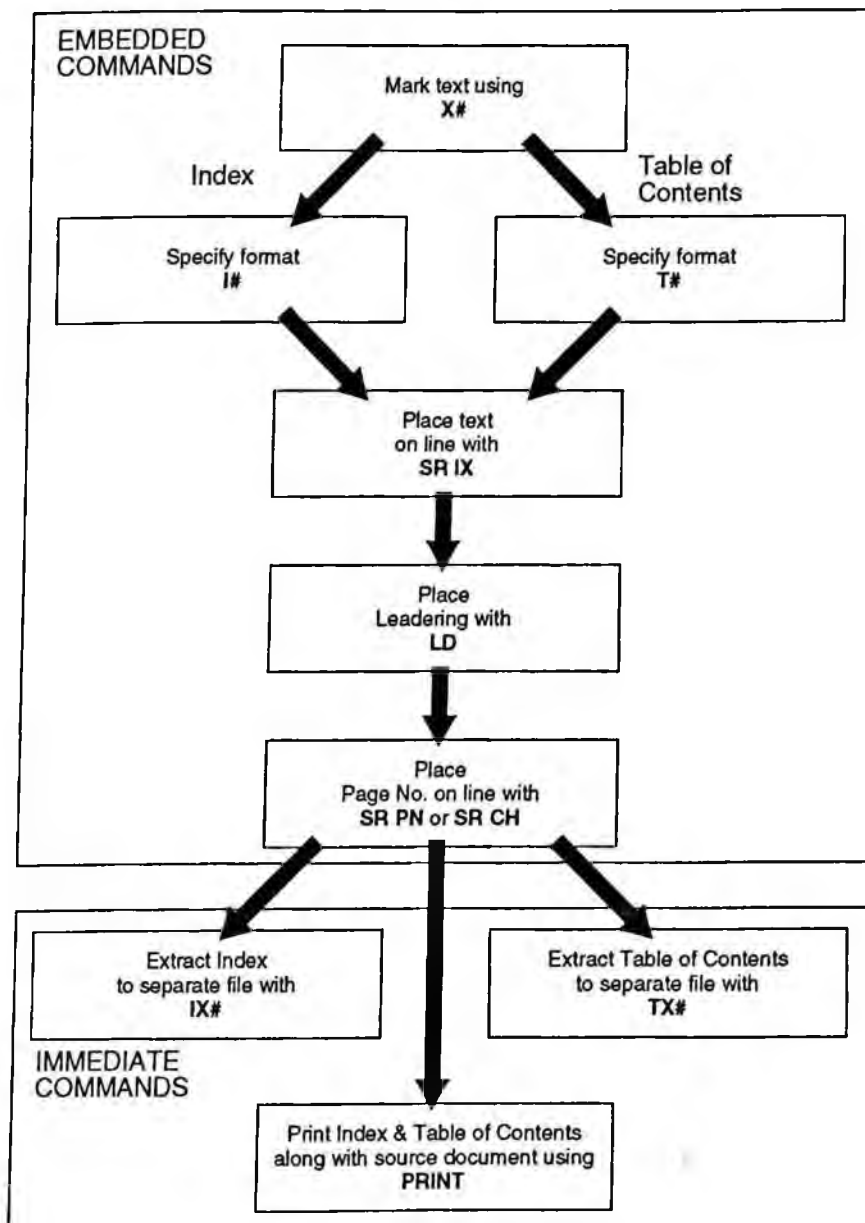 EMBEDDED
COMMANDS
Mark text using
X#
Index
Table of
Contents
Specify format
I#
Specify format
T#
Place text
on line with
SR IX
Place
Leadering with
LD
Place
Page No. on line with
SR PN or SR CH
Extract Index
to separate file with
IX#
Extract Table of Contents
to separate file with
TX#
IMMEDIATE
COMMANDS
Print Index & Table of Contents
along with source document using
PRINT